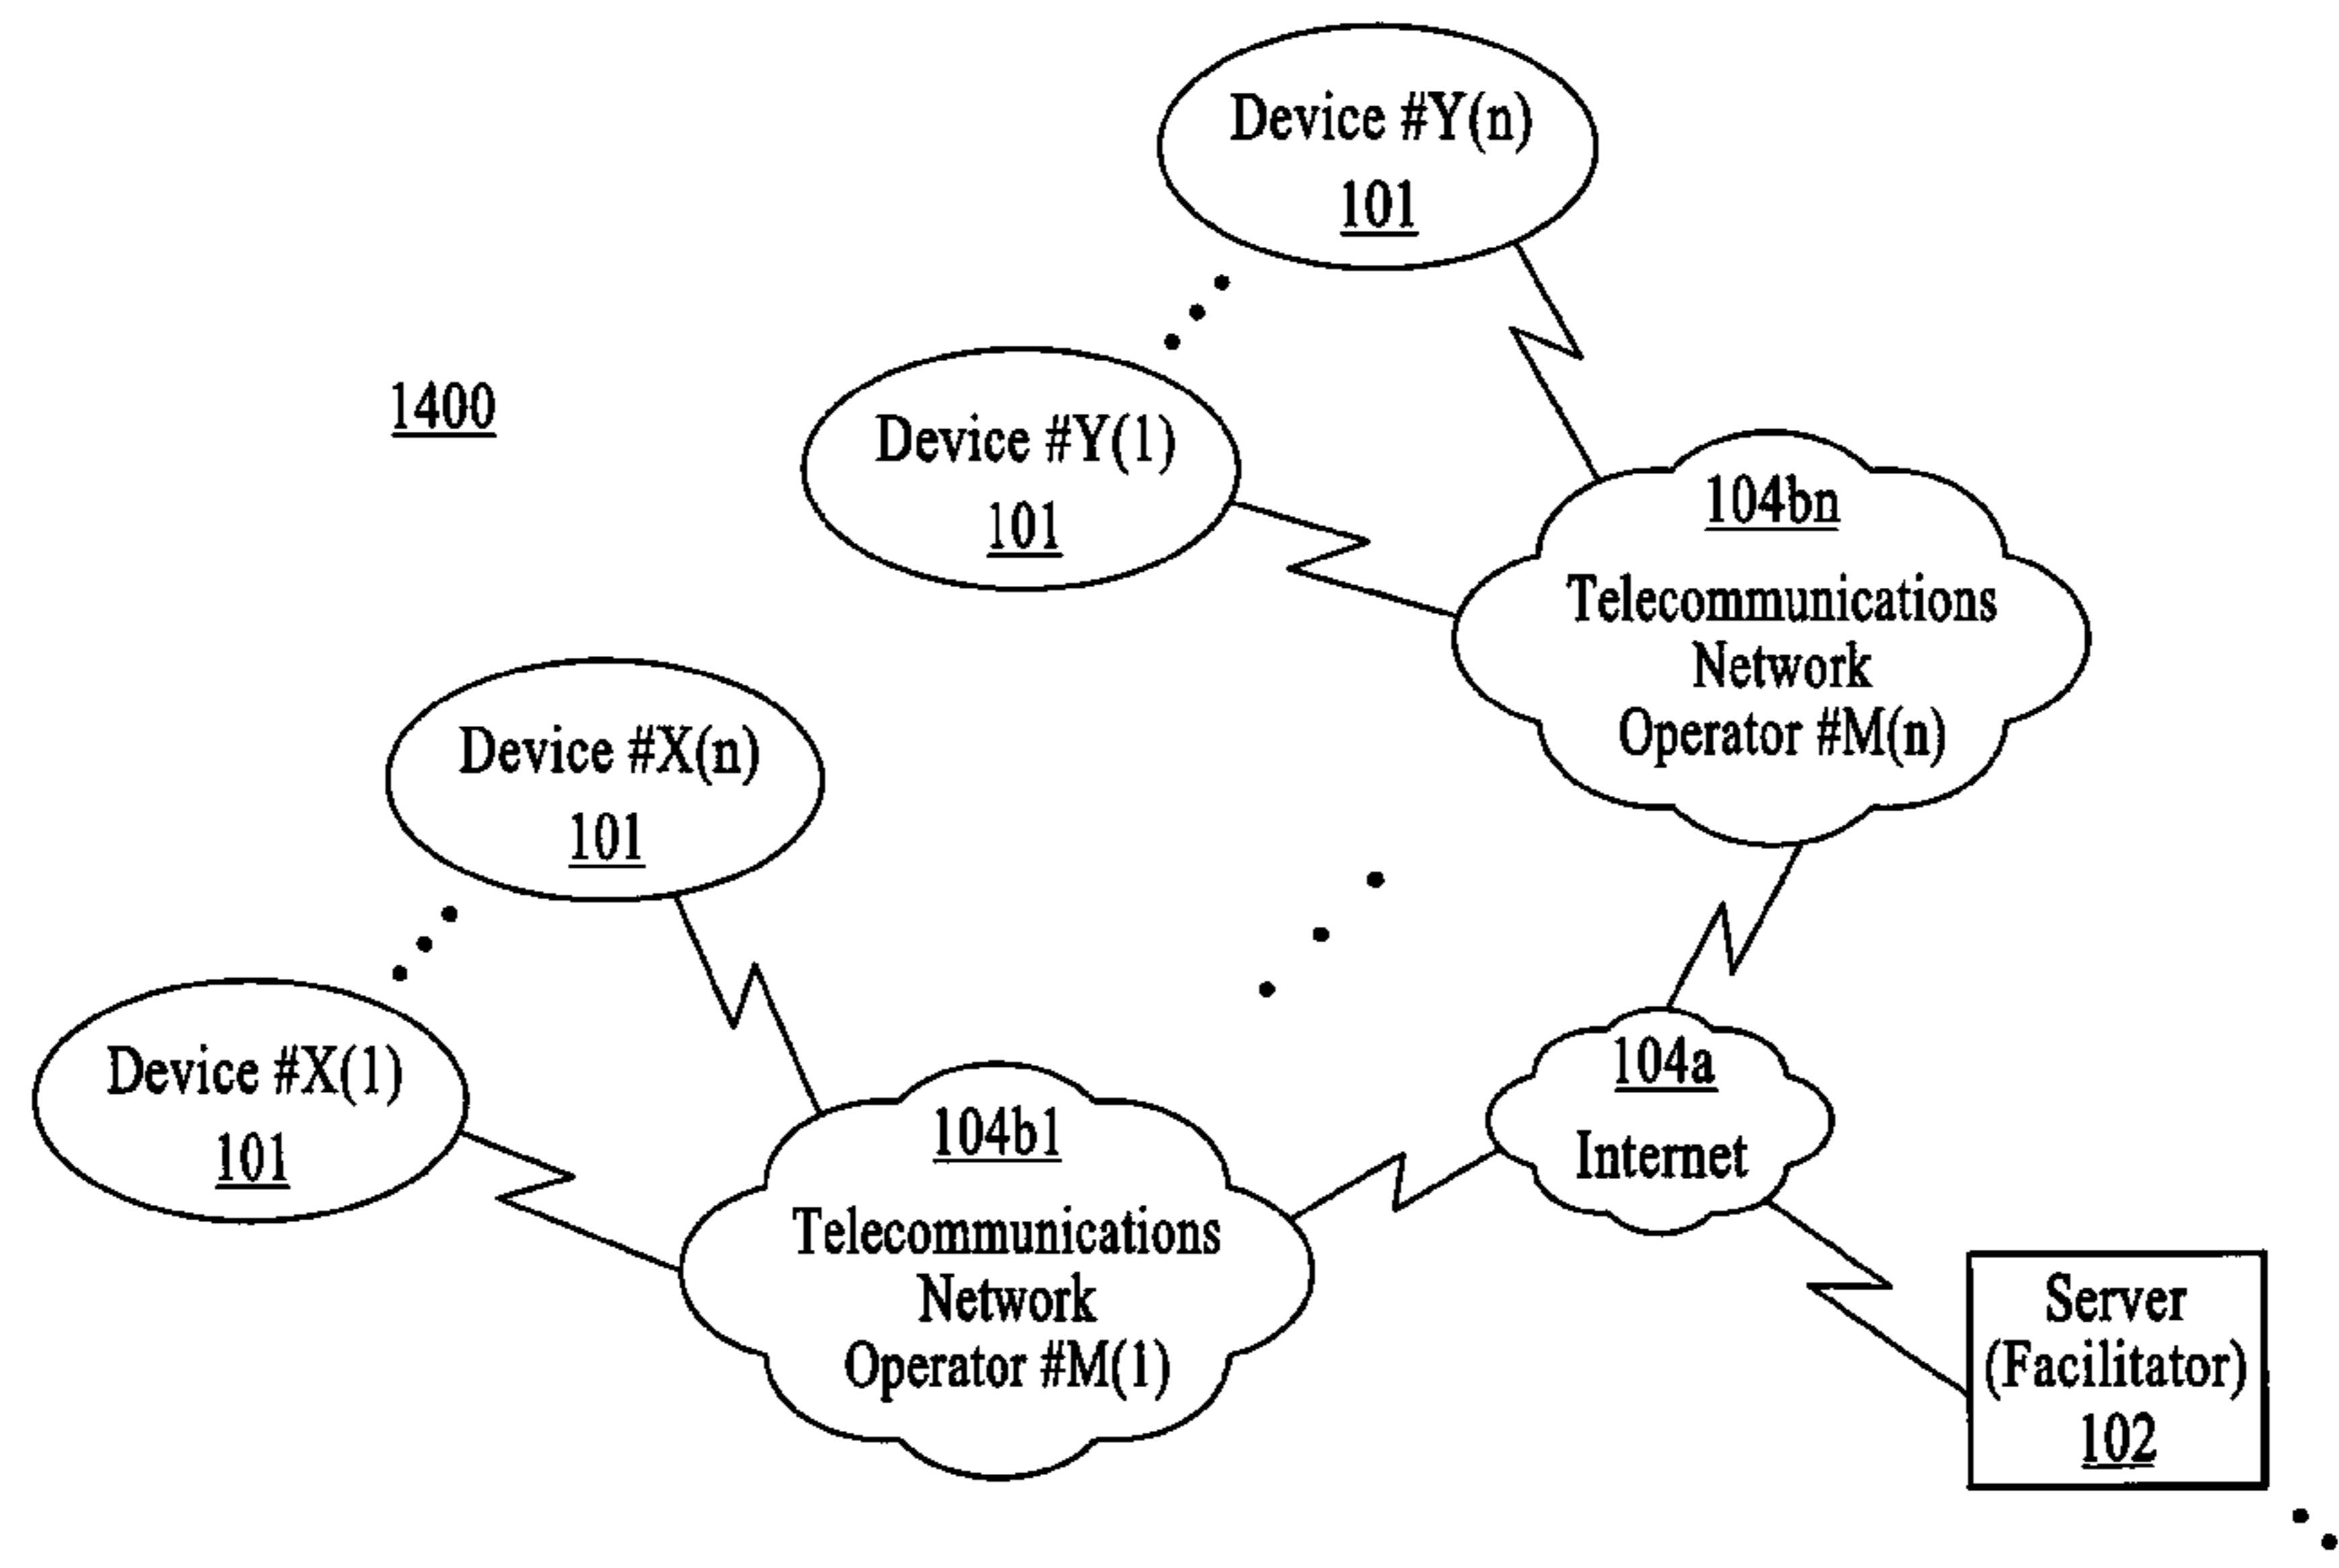 Device #Y(n)
101
1400
Device #Y(1)
101
104bn
Telecommunications
Network
Operator #M(n)
Device #X(n)
101
Device #X(1)
101
104b1
Telecommunications
Network
Operator #M(1)
104a
Internet
Server
(Facilitator)
102